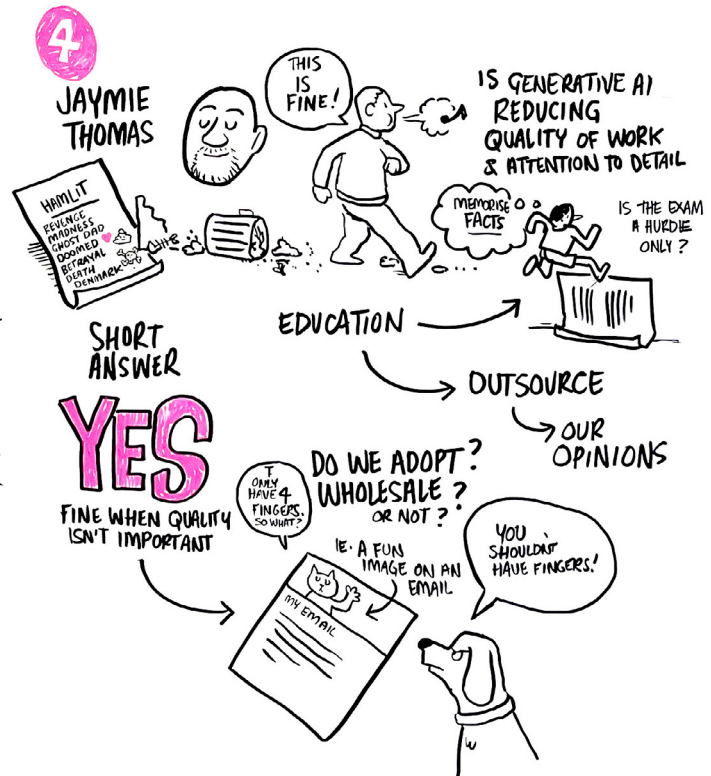 4
JAYMIE
THOMAS
THIS
IS
FINE!
IS GENERATIVE AI
REDUCING
QUALITY OF WORK
& ATTENTION TO DETAIL
HAMLIT
REVENGE
MADNESS
GHOST DAD
DOOMED
BETRAYAL
DEATH
DENMARK
MEMORISE
FACTS
IS THE EXAM
A HURDLE
ONLY?
EDUCATION
OUTSOURCE
OUR
OPINIONS
SHORT
ANSWER
YES
FINE WHEN QUALITY
ISN'T IMPORTANT
I
ONLY
HAVE 4
FINGERS.
SO WHAT?
DO WE ADOPT?
WHOLESALE?
OR NOT?
IE. A FUN
IMAGE ON AN
EMAIL
MY EMAIL
YOU
SHOULDNT
HAVE FINGERS!